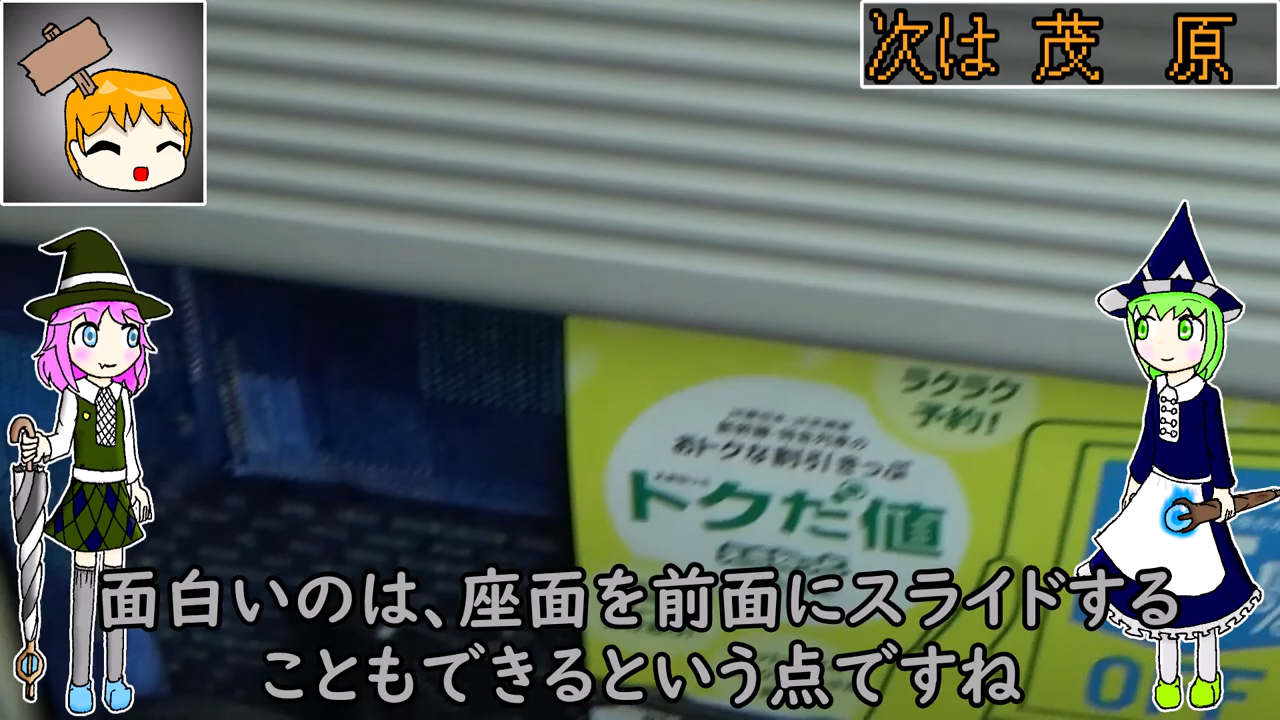 次は 茂 原
ラクラク
予約!
おトクな割引きっぷ
トクだ値
OFF
面白いのは、座面を前面にスライドする
こともできるという点ですね